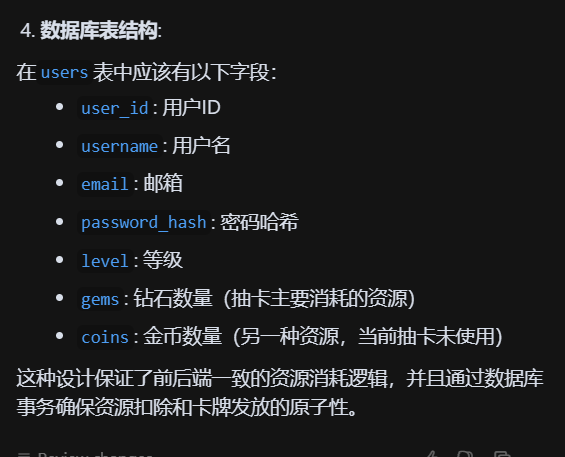 4. 数据库表结构:
在 users 表中应该有以下字段：
• user_id : 用户ID
• username : 用户名
• email : 邮箱
• password_hash : 密码哈希
• level : 等级
• gems : 钻石数量（抽卡主要消耗的资源）
• coins : 金币数量（另一种资源，当前抽卡未使用）
这种设计保证了前后端一致的资源消耗逻辑，并且通过数据库
事务确保资源扣除和卡牌发放的原子性。
Review changes